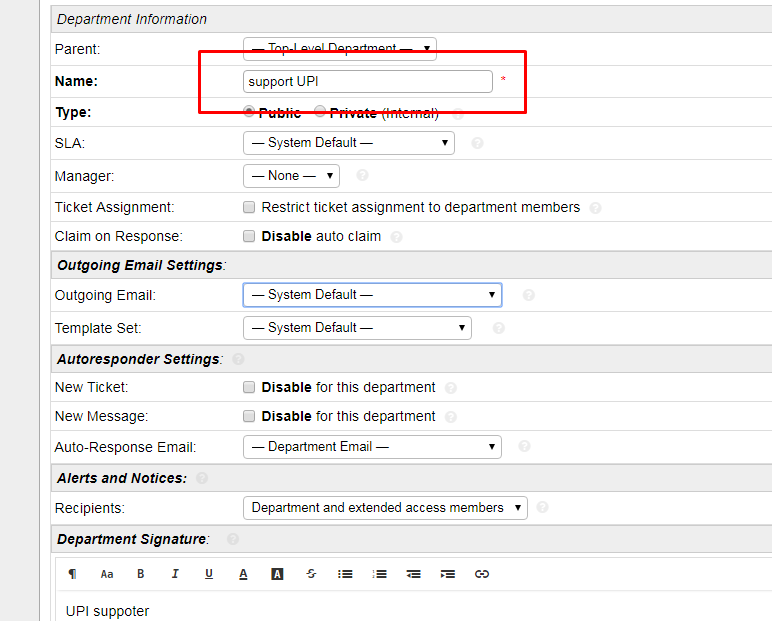 Department Information
Parent: — Top-Level Department —
Name: support UPI *
Type: Public Private (Internal)
SLA: — System Default —
Manager: — None —
Ticket Assignment: Restrict ticket assignment to department members
Claim on Response: Disable auto claim
Outgoing Email Settings:
Outgoing Email: — System Default —
Template Set: — System Default —
Autoresponder Settings:
New Ticket: Disable for this department
New Message: Disable for this department
Auto-Response Email: — Department Email —
Alerts and Notices:
Recipients: Department and extended access members
Department Signature:
¶ Aa B I U A A S
UPI suppoter